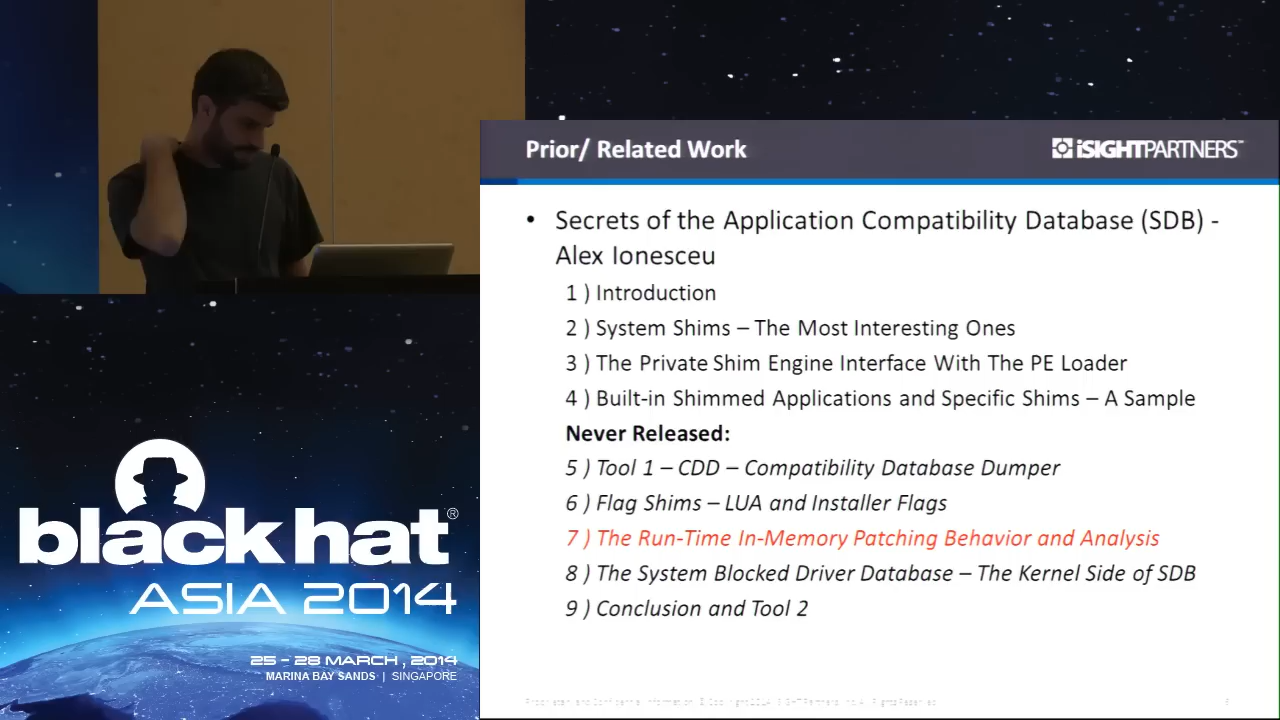 Prior/ Related Work
iSIGHTPARTNERS™
• Secrets of the Application Compatibility Database (SDB) -
Alex Ionesceu
1 ) Introduction
2 ) System Shims – The Most Interesting Ones
3 ) The Private Shim Engine Interface With The PE Loader
4 ) Built-in Shimmed Applications and Specific Shims – A Sample
Never Released:
5 ) Tool 1 – CDD – Compatibility Database Dumper
6 ) Flag Shims – LUA and Installer Flags
7 ) The Run-Time In-Memory Patching Behavior and Analysis
8 ) The System Blocked Driver Database – The Kernel Side of SDB
9 ) Conclusion and Tool 2
black hat®
ASIA 2014
25 - 28 MARCH, 2014
MARINA BAY SANDS | SINGAPORE